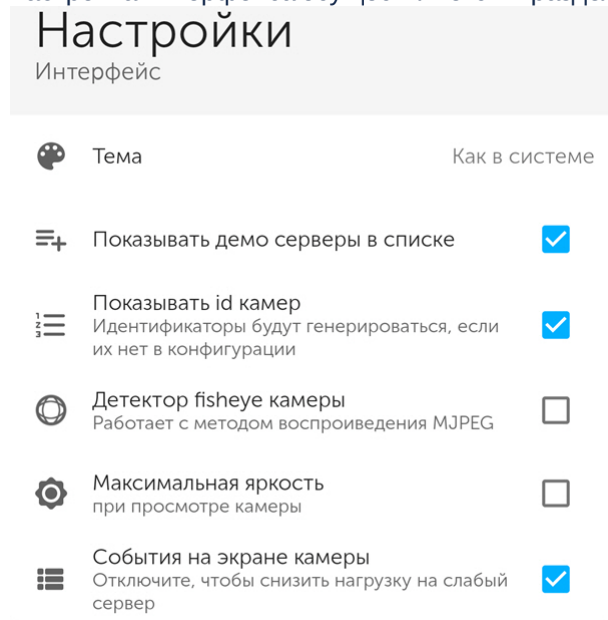 Настройки
Интерфейс
Тема
Как в системе
Показывать демо серверы в списке
Показывать id камер
Идентификаторы будут генерироваться, если
их нет в конфигурации
Детектор fisheye камеры
Работает с методом воспроиведения MJPEG
Максимальная яркость
при просмотре камеры
События на экране камеры
Отключите, чтобы снизить нагрузку на слабый
сервер